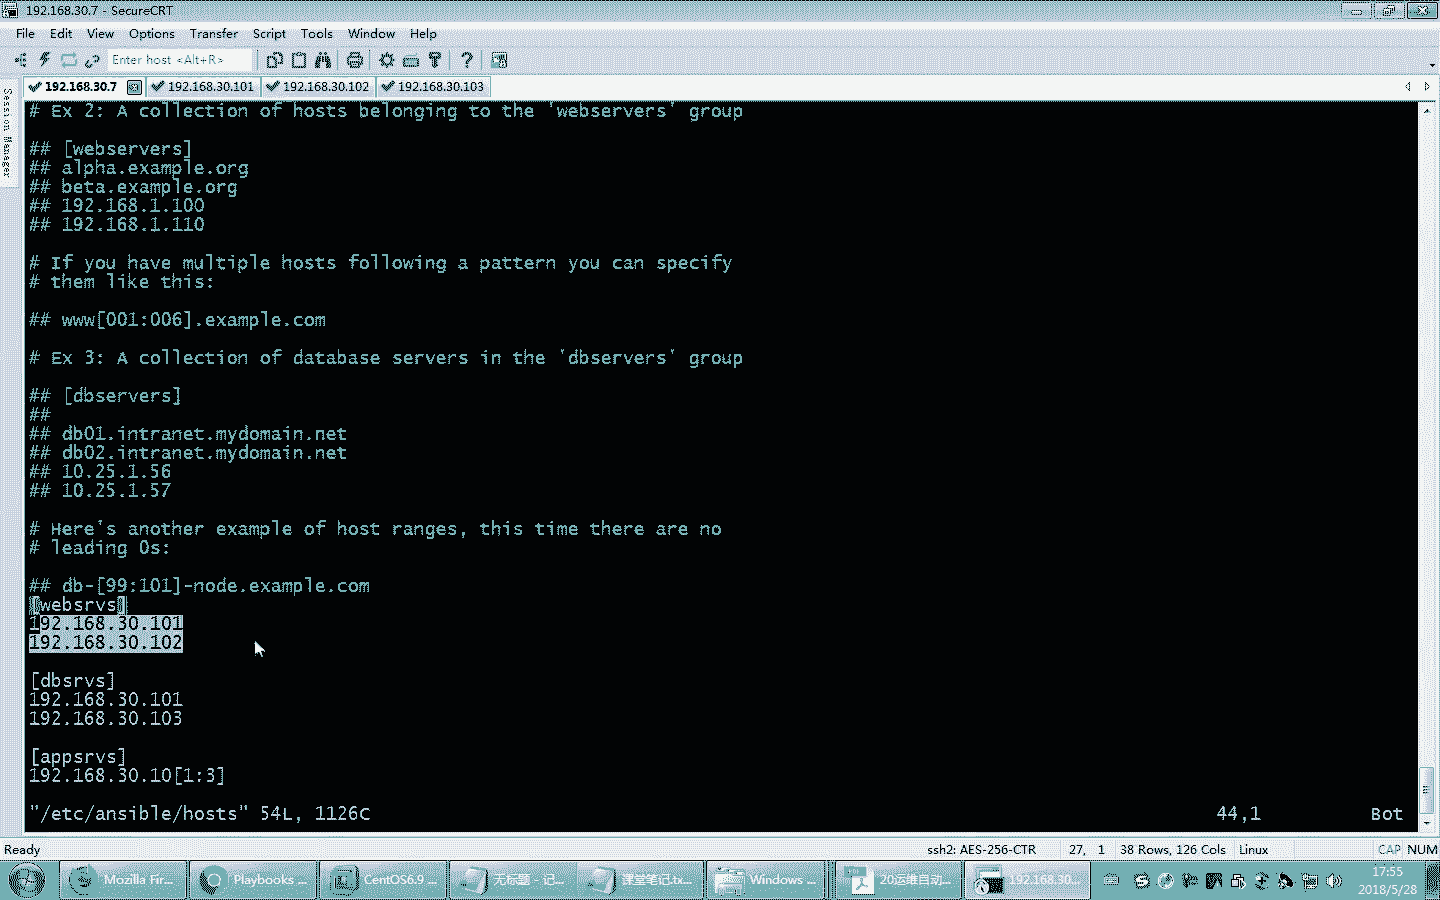 192.168.30.7 - SecureCRT
File Edit View Options Transfer Script Tools Window Help
Enter host <Alt+R>
192.168.30.7 192.168.30.101 192.168.30.102 192.168.30.103
Session Manager
# Ex 2: A collection of hosts belonging to the 'webservers' group
## [webservers]
## alpha.example.org
## beta.example.org
## 192.168.1.100
## 192.168.1.110
# If you have multiple hosts following a pattern you can specify
# them like this:
## www[001:006].example.com
# Ex 3: A collection of database servers in the 'dbservers' group
## [dbservers]
##
## db01.intranet.mydomain.net
## db02.intranet.mydomain.net
## 10.25.1.56
## 10.25.1.57
# Here's another example of host ranges, this time there are no
# leading 0s:
## db-[99:101]-node.example.com
[websrvs]
192.168.30.101
192.168.30.102
[dbsrvs]
192.168.30.101
192.168.30.103
[appsrvs]
192.168.30.10[1:3]
"/etc/ansible/hosts" 54L, 1126C 44,1 Bot
Ready ssh2: AES-256-CTR 27, 1 38 Rows, 126 Cols Linux CAP NUM
Mozilla Fir... Playbooks ... CentOS6.9 ... 无标题 - 记... 课堂笔记.tx... Windows ... 20运维自动... 192.168.30... 17:55
2018/5/28